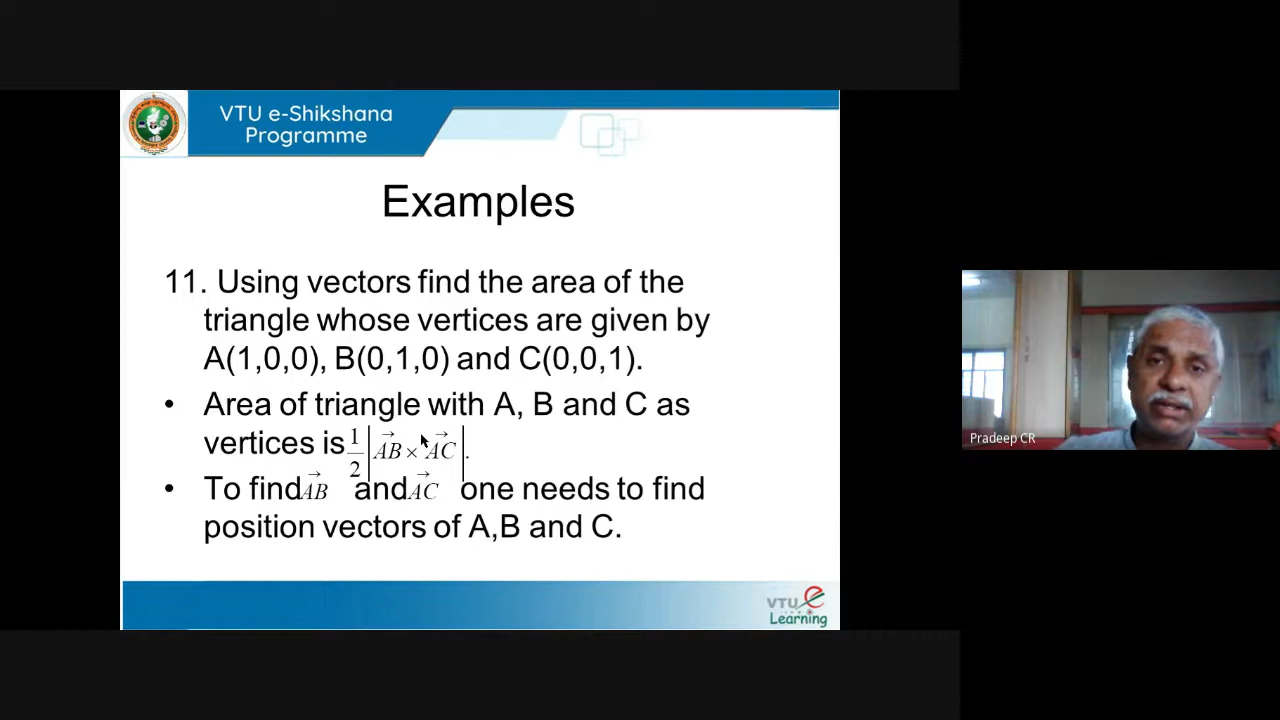 VTU e-Shikshana
Programme
Examples
11. Using vectors find the area of the
triangle whose vertices are given by
A(1,0,0), B(0,1,0) and C(0,0,1).
• Area of triangle with A, B and C as
vertices is 1/2 |AB⃗ × AC⃗|.
• To find AB⃗ and AC⃗ one needs to find
position vectors of A,B and C.
VTU e
Learning
Pradeep CR